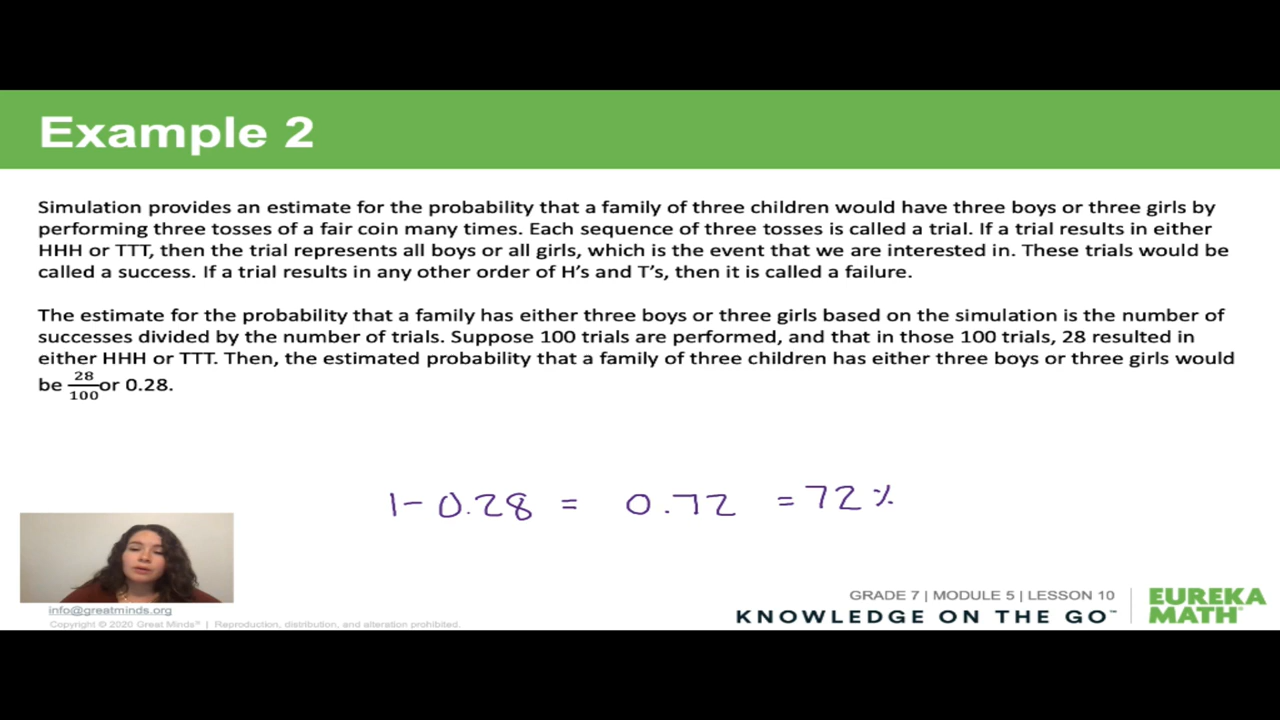 Example 2
Simulation provides an estimate for the probability that a family of three children would have three boys or three girls by
performing three tosses of a fair coin many times. Each sequence of three tosses is called a trial. If a trial results in either
HHH or TTT, then the trial represents all boys or all girls, which is the event that we are interested in. These trials would be
called a success. If a trial results in any other order of H’s and T’s, then it is called a failure.
The estimate for the probability that a family has either three boys or three girls based on the simulation is the number of
successes divided by the number of trials. Suppose 100 trials are performed, and that in those 100 trials, 28 resulted in
either HHH or TTT. Then, the estimated probability that a family of three children has either three boys or three girls would
be 28/100 or 0.28.
1 - 0.28 = 0.72 = 72 %
info@greatminds.org
Copyright © 2020 Great Minds® | Reproduction, distribution, and alteration prohibited.
GRADE 7 | MODULE 5 | LESSON 10
KNOWLEDGE ON THE GO™
EUREKA
MATH®